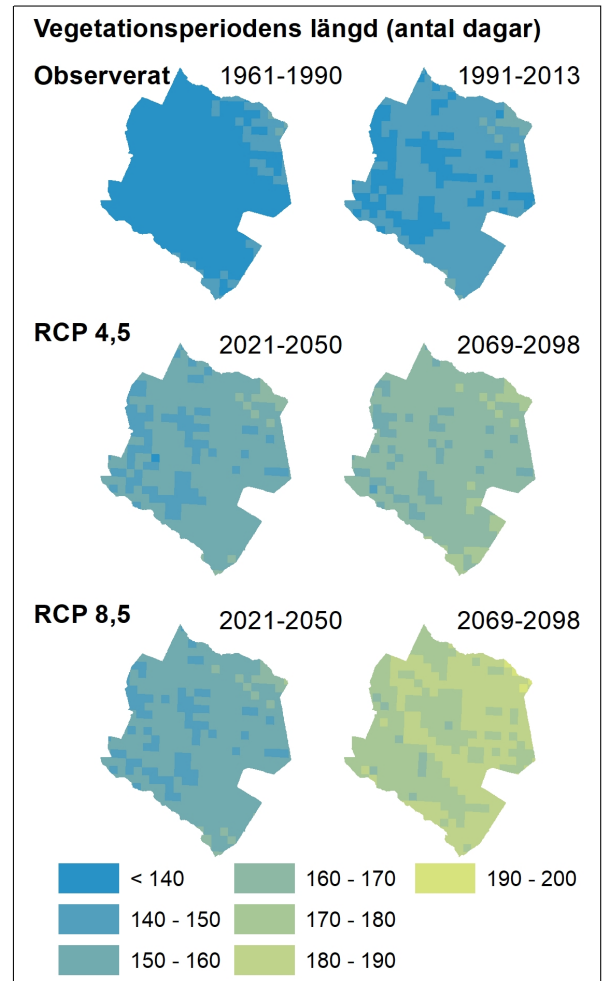 Vegetationsperiodens längd (antal dagar)
Observerat 1961-1990 1991-2013
RCP 4,5 2021-2050 2069-2098
RCP 8,5 2021-2050 2069-2098
< 140 160 - 170 190 - 200
140 - 150 170 - 180
150 - 160 180 - 190